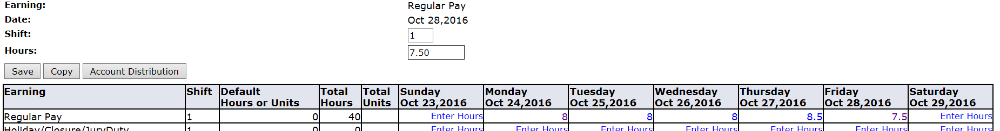 Earning: Regular Pay
Date: Oct 28,2016
Shift: 1
Hours: 7.50
Save Copy Account Distribution
Earning Shift Default Hours or Units Total Hours Total Units Sunday Oct 23,2016 Monday Oct 24,2016 Tuesday Oct 25,2016 Wednesday Oct 26,2016 Thursday Oct 27,2016 Friday Oct 28,2016 Saturday Oct 29,2016
Regular Pay 1 0 40 Enter Hours 8 8 8 8.5 7.5 Enter Hours
Holiday/Closure/JuryDuty 1 0 0 Enter Hours Enter Hours Enter Hours Enter Hours Enter Hours Enter Hours Enter Hours